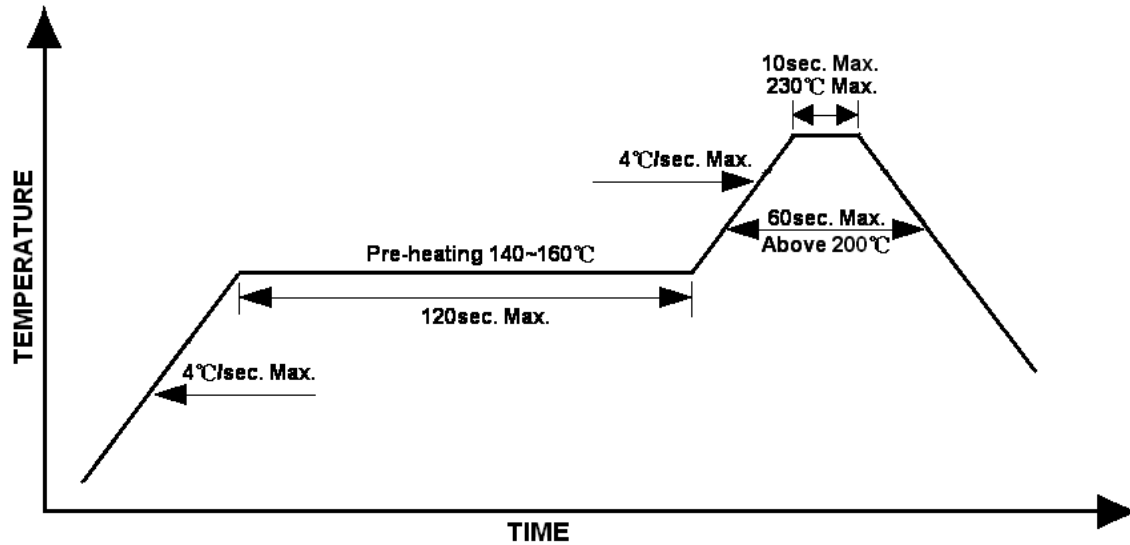 10sec. Max.
230℃ Max.
4℃/sec. Max.
60sec. Max.
Above 200℃
Pre-heating 140~160℃
120sec. Max.
4℃/sec. Max.
TEMPERATURE
TIME